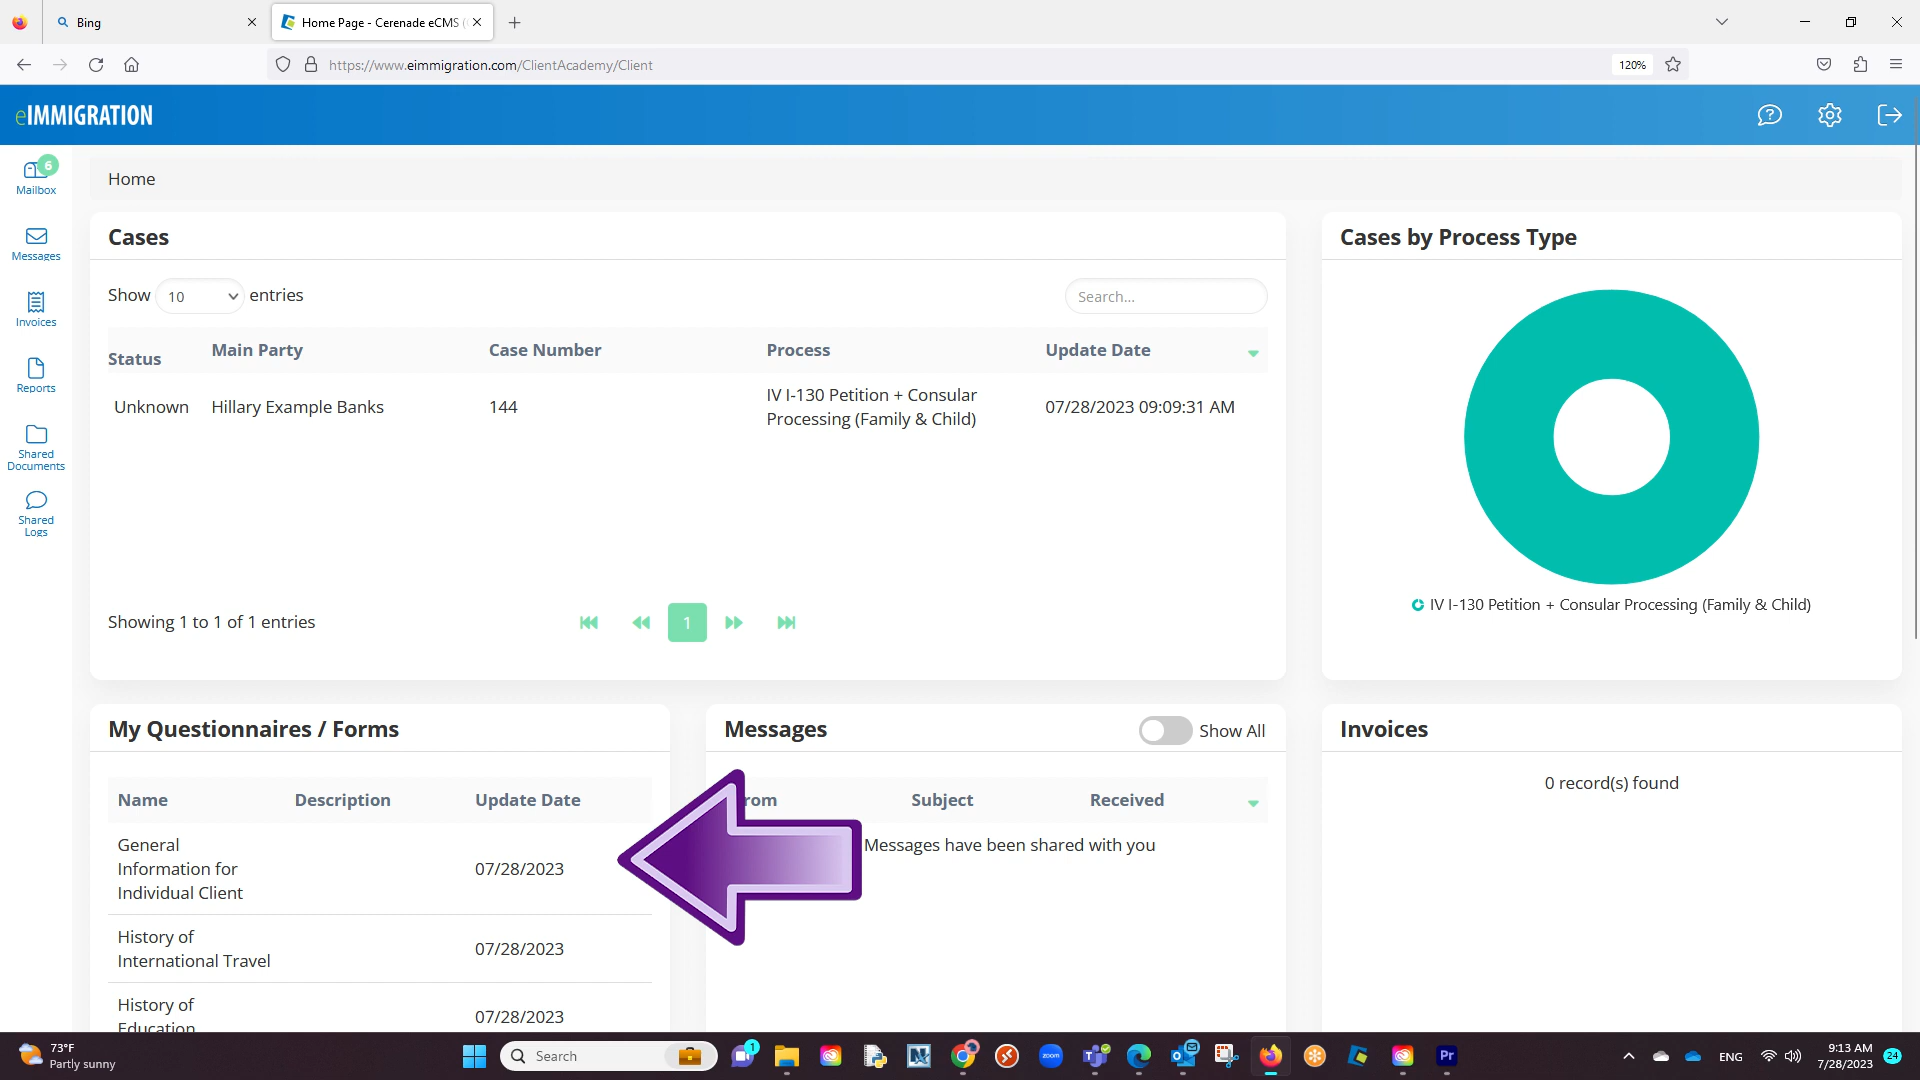 Bing
Home Page - Cerenade eCMS (
https://www.eimmigration.com/ClientAcademy/Client
120%
eIMMIGRATION
6
Mailbox
Messages
Invoices
Reports
Shared
Documents
Shared
Logs
Home
Cases
Show 10 entries
Search...
Status Main Party Case Number Process Update Date
Unknown Hillary Example Banks 144 IV I-130 Petition + Consular
Processing (Family & Child) 07/28/2023 09:09:31 AM
Showing 1 to 1 of 1 entries
1
Cases by Process Type
IV I-130 Petition + Consular Processing (Family & Child)
My Questionnaires / Forms
Name Description Update Date
General
Information for
Individual Client
07/28/2023
History of
International Travel
07/28/2023
History of
Education
07/28/2023
Messages
Show All
rom Subject Received
Messages have been shared with you
Invoices
0 record(s) found
73°F
Partly sunny
Search
1
zoom
Pr
ENG
9:13 AM
7/28/2023
24